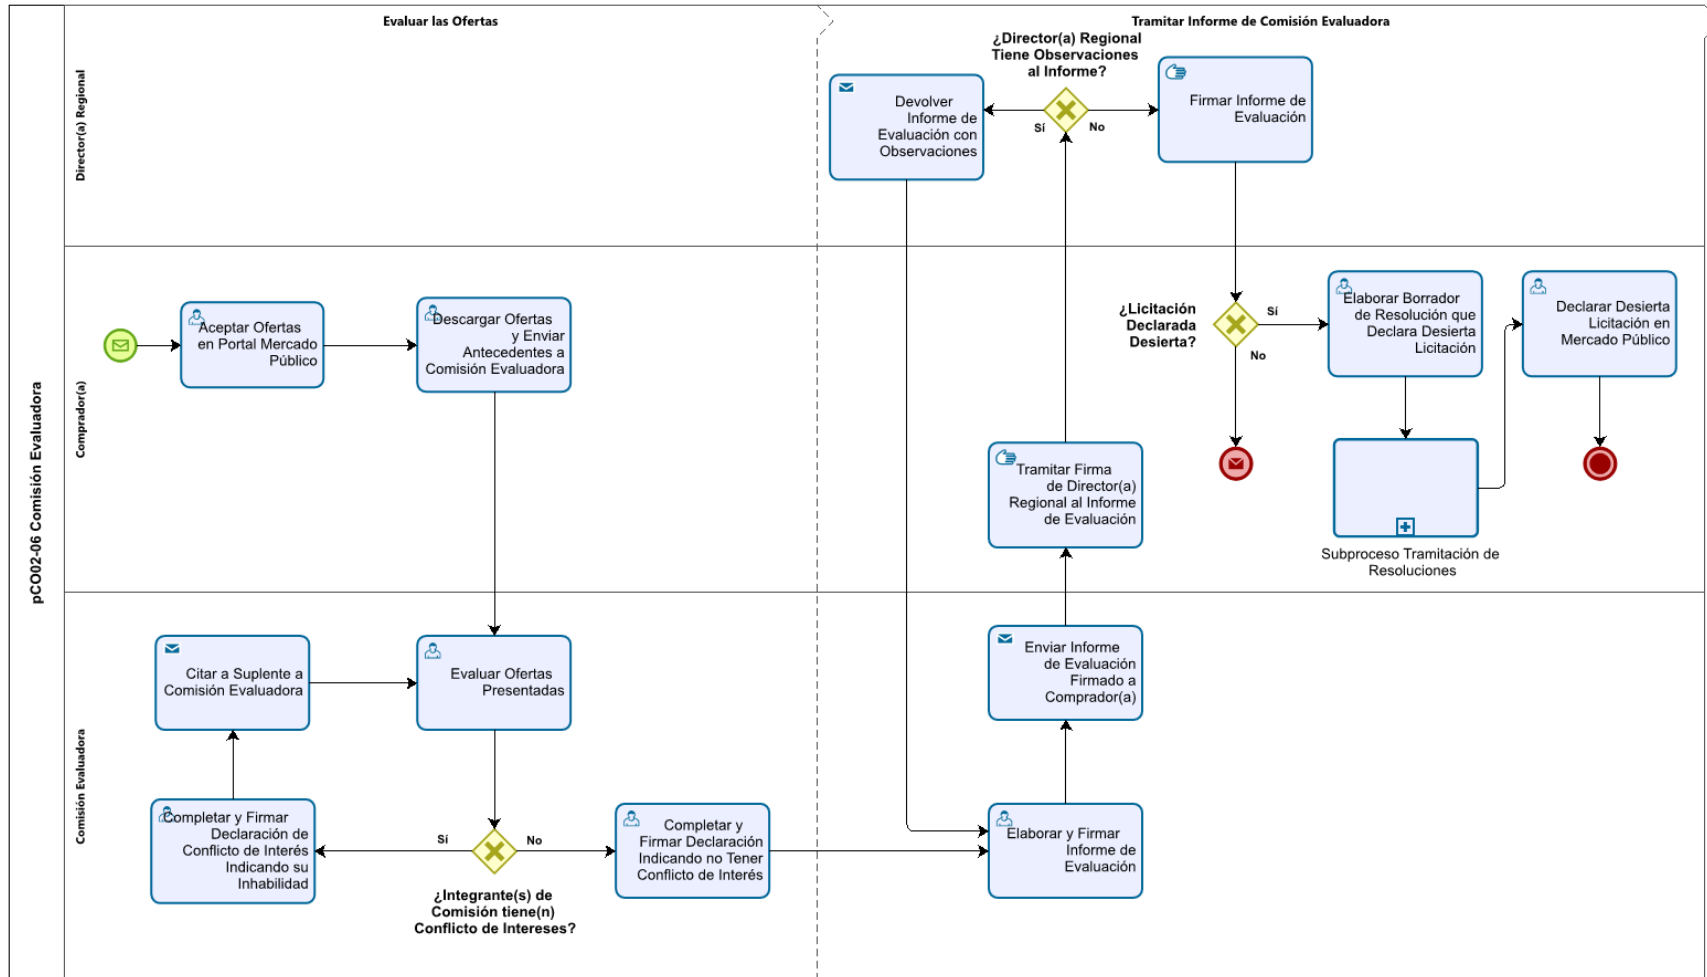 pCO02-06 Comisión Evaluadora
Evaluar las Ofertas
Tramitar Informe de Comisión Evaluadora
Director(a) Regional
¿Director(a) Regional
Tiene Observaciones
al Informe?
Devolver
Informe de
Evaluación con
Observaciones
Sí
No
Firmar Informe de
Evaluación
Comprador(a)
Aceptar Ofertas
en Portal Mercado
Público
Descargar Ofertas
y Enviar
Antecedentes a
Comisión Evaluadora
¿Licitación
Declarada
Desierta?
Sí
No
Elaborar Borrador
de Resolución que
Declara Desierta
Licitación
Declarar Desierta
Licitación en
Mercado Público
Tramitar Firma
de Director(a)
Regional al Informe
de Evaluación
Subproceso Tramitación de
Resoluciones
Comisión Evaluadora
Citar a Suplente a
Comisión Evaluadora
Evaluar Ofertas
Presentadas
Enviar Informe
de Evaluación
Firmado a
Comprador(a)
Completar y Firmar
Declaración de
Conflicto de Interés
Indicando su
Inhabilidad
Sí
No
¿Integrante(s) de
Comisión tiene(n)
Conflicto de Intereses?
Completar y
Firmar Declaración
Indicando no Tener
Conflicto de Interés
Elaborar y Firmar
Informe de
Evaluación